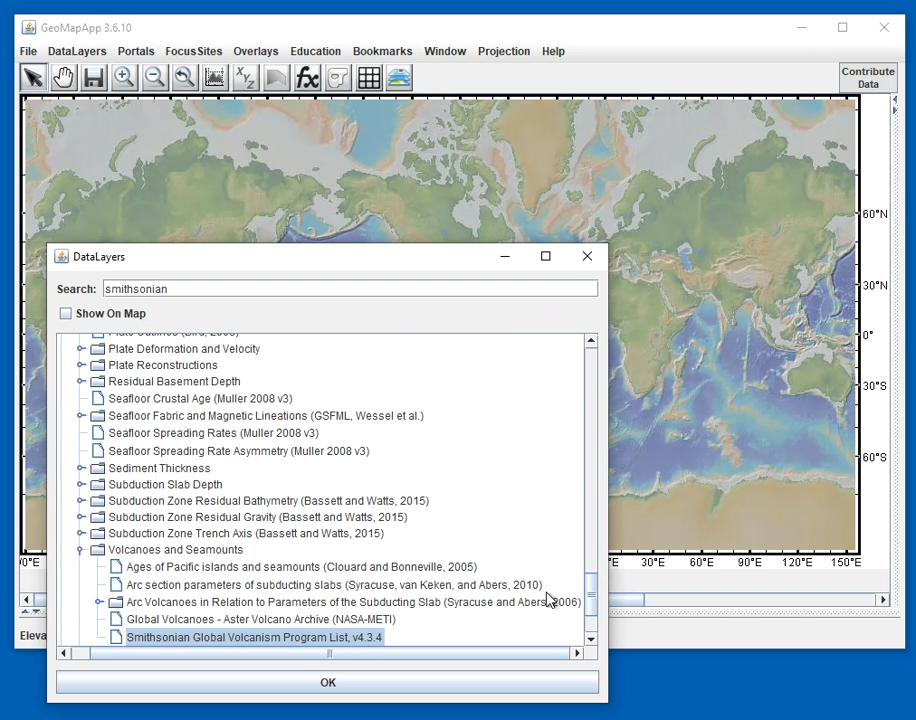 GeoMapApp 3.6.10
File DataLayers Portals FocusSites Overlays Education Bookmarks Window Projection Help
XYZ fx
Contribute
Data
60°N
30°N
0°
30°S
60°S
0°E 30°E 60°E 90°E 120°E 150°E
Eleva
DataLayers
Search: smithsonian
Show On Map
Plate Deformation and Velocity
Plate Reconstructions
Residual Basement Depth
Seafloor Crustal Age (Muller 2008 v3)
Seafloor Fabric and Magnetic Lineations (GSFML, Wessel et al.)
Seafloor Spreading Rates (Muller 2008 v3)
Seafloor Spreading Rate Asymmetry (Muller 2008 v3)
Sediment Thickness
Subduction Slab Depth
Subduction Zone Residual Bathymetry (Bassett and Watts, 2015)
Subduction Zone Residual Gravity (Bassett and Watts, 2015)
Subduction Zone Trench Axis (Bassett and Watts, 2015)
Volcanoes and Seamounts
Ages of Pacific islands and seamounts (Clouard and Bonneville, 2005)
Arc section parameters of subducting slabs (Syracuse, van Keken, and Abers, 2010)
Arc Volcanoes in Relation to Parameters of the Subducting Slab (Syracuse and Abers, 2006)
Global Volcanoes - Aster Volcano Archive (NASA-METI)
Smithsonian Global Volcanism Program List, v4.3.4
OK